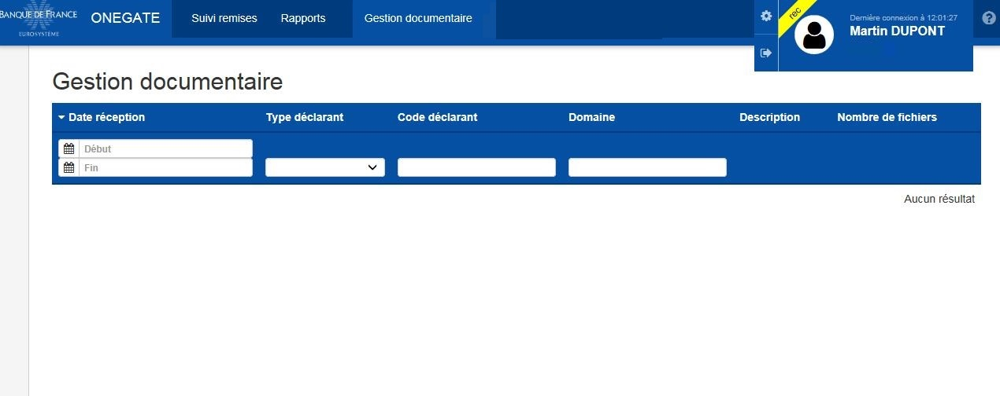 BANQUE DE FRANCE
EUROSYSTÈME
ONEGATE
Suivi remises
Rapports
Gestion documentaire
rec
Dernière connexion à 12:01:27
Martin DUPONT
?
Gestion documentaire
Date réception Type déclarant Code déclarant Domaine Description Nombre de fichiers
Début
Fin
Aucun résultat